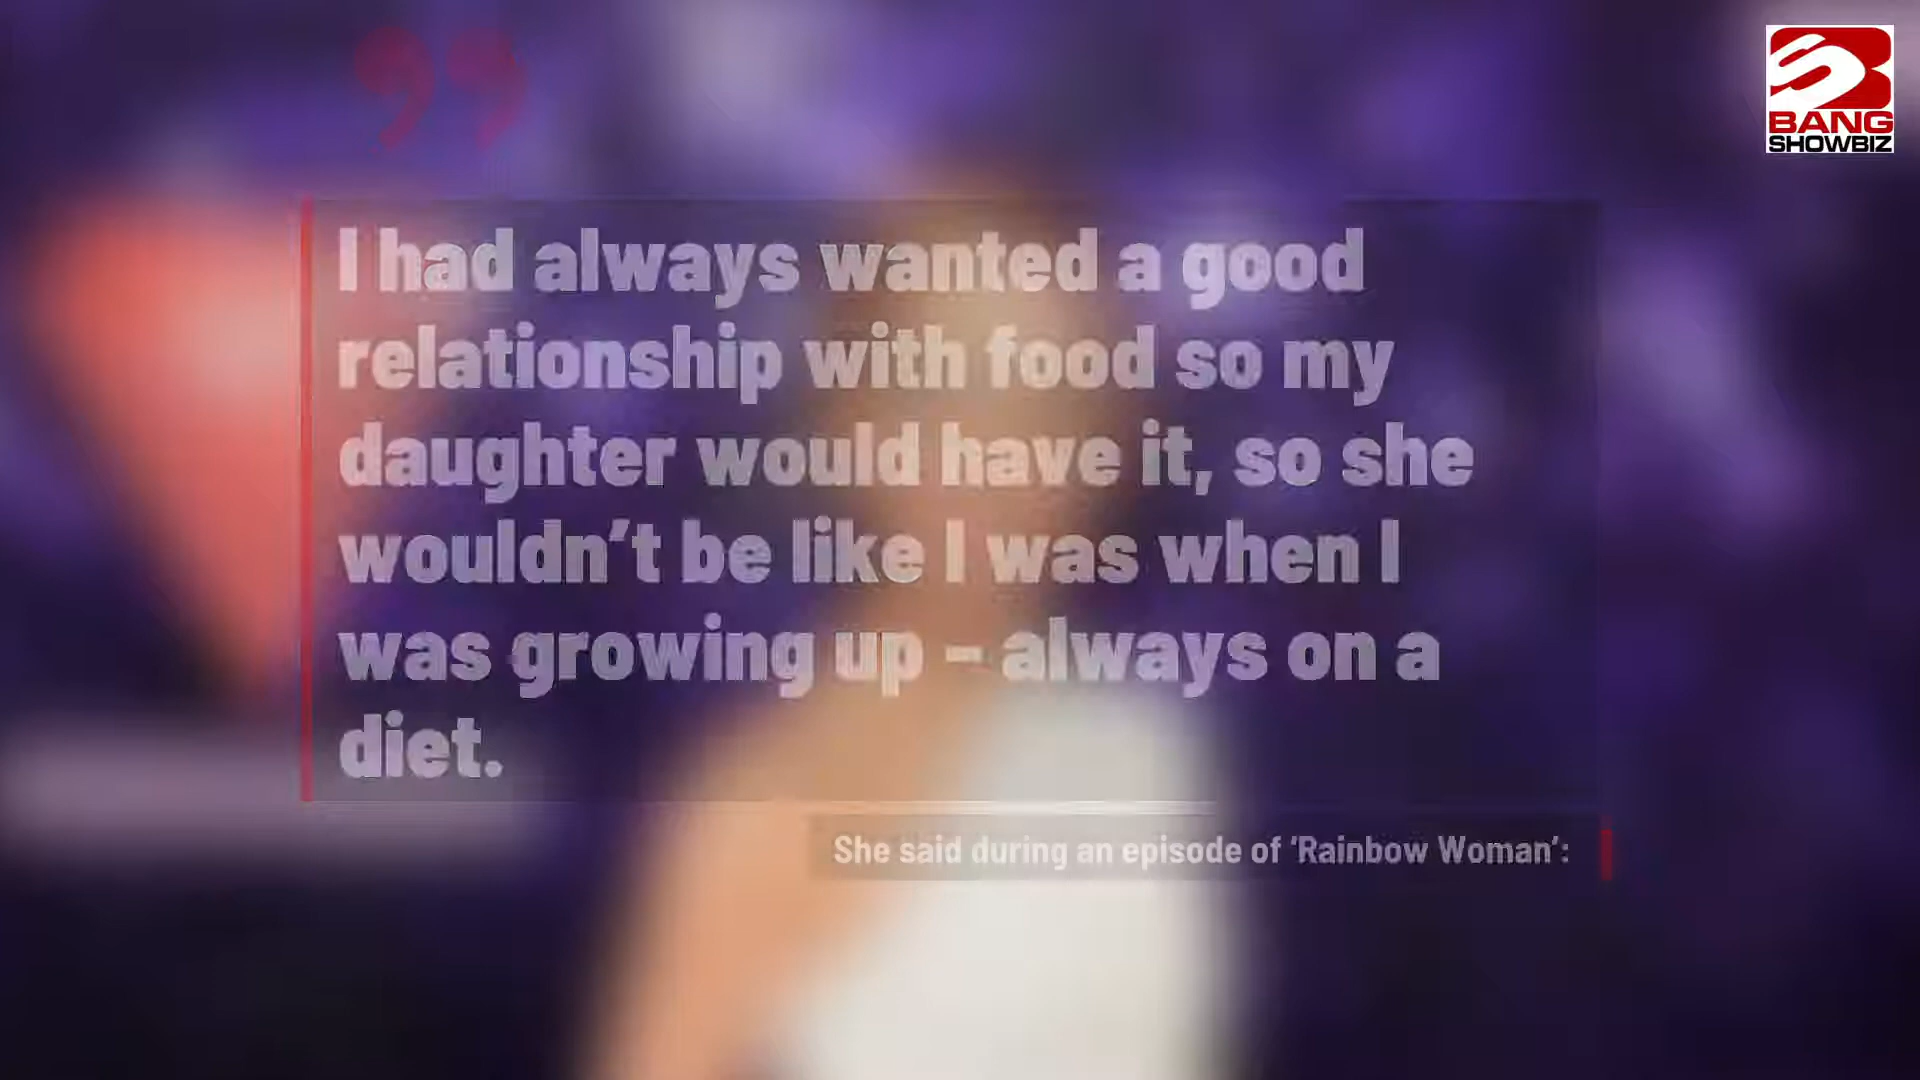 BANG
SHOWBIZ
I had always wanted a good
relationship with food so my
daughter would have it, so she
wouldn’t be like I was when I
was growing up – always on a
diet.
She said during an episode of ‘Rainbow Woman’: